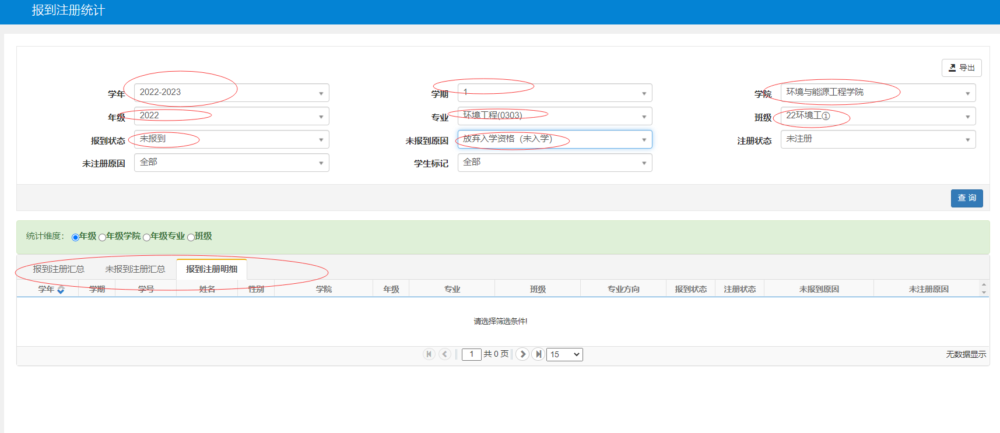 报到注册统计
导出
学年 2022-2023 学期 1 学院 环境与能源工程学院
年级 2022 专业 环境工程(0303) 班级 22环境工①
报到状态 未报到 未报到原因 放弃入学资格（未入学） 注册状态 未注册
未注册原因 全部 学生标记 全部
查 询
统计维度： 年级 年级学院 年级专业 班级
报到注册汇总 未报到注册汇总 报到注册明细
学年 学期 学号 姓名 性别 学院 年级 专业 班级 专业方向 报到状态 注册状态 未报到原因 未注册原因
请选择筛选条件!
1 共 0 页 15 无数据显示